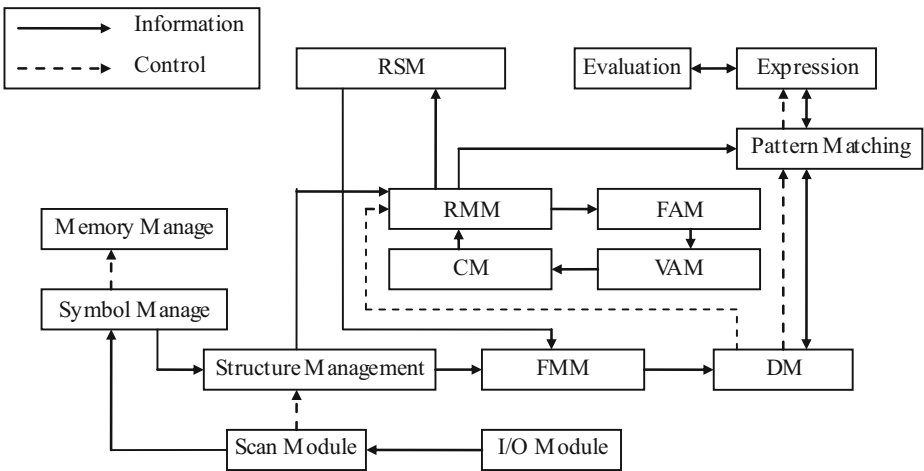 Information
Control
RSM
Evaluation
Expression
Pattern Matching
RMM
FAM
Memory Manage
CM
VAM
Symbol Manage
Structure Management
FMM
DM
Scan Module
I/O Module